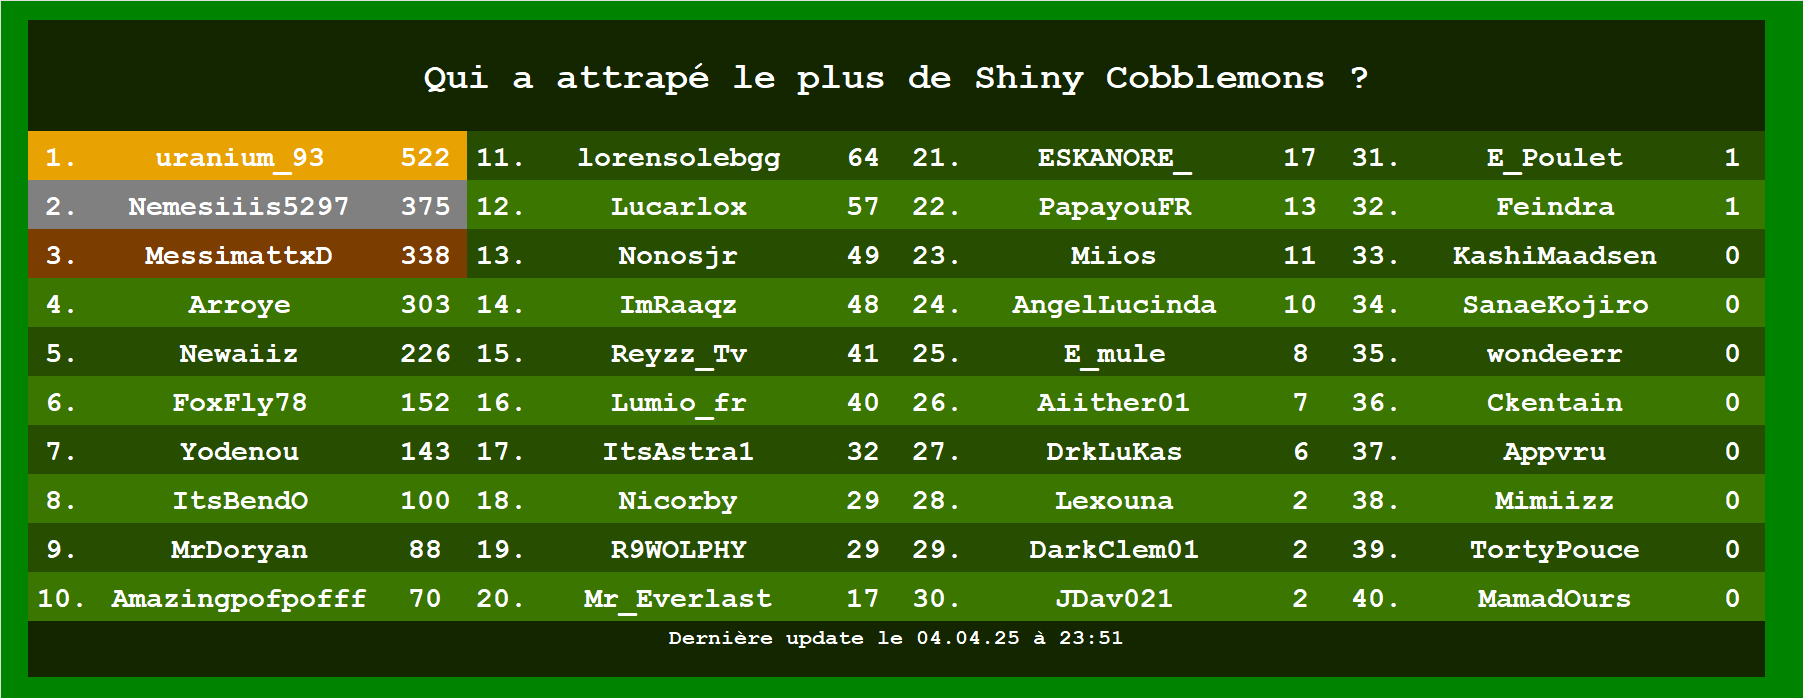 Qui a attrapé le plus de Shiny Cobblemons ?
1. uranium_93 522 11. lorensolebgg 64 21. ESKANORE_ 17 31. E_Poulet 1
2. Nemesiiis5297 375 12. Lucarlox 57 22. PapayouFR 13 32. Feindra 1
3. MessimattxD 338 13. Nonosjr 49 23. Miios 11 33. KashiMaadsen 0
4. Arroye 303 14. ImRaaqz 48 24. AngelLucinda 10 34. SanaeKojiro 0
5. Newaiiz 226 15. Reyzz_Tv 41 25. E_mule 8 35. wondeerr 0
6. FoxFly78 152 16. Lumio_fr 40 26. Aiither01 7 36. Ckentain 0
7. Yodenou 143 17. ItsAstra1 32 27. DrkLuKas 6 37. Appvru 0
8. ItsBendO 100 18. Nicorby 29 28. Lexouna 2 38. Mimiizz 0
9. MrDoryan 88 19. R9WOLPHY 29 29. DarkClem01 2 39. TortyPouce 0
10. Amazingpofpofff 70 20. Mr_Everlast 17 30. JDav021 2 40. MamadOurs 0
Dernière update le 04.04.25 à 23:51